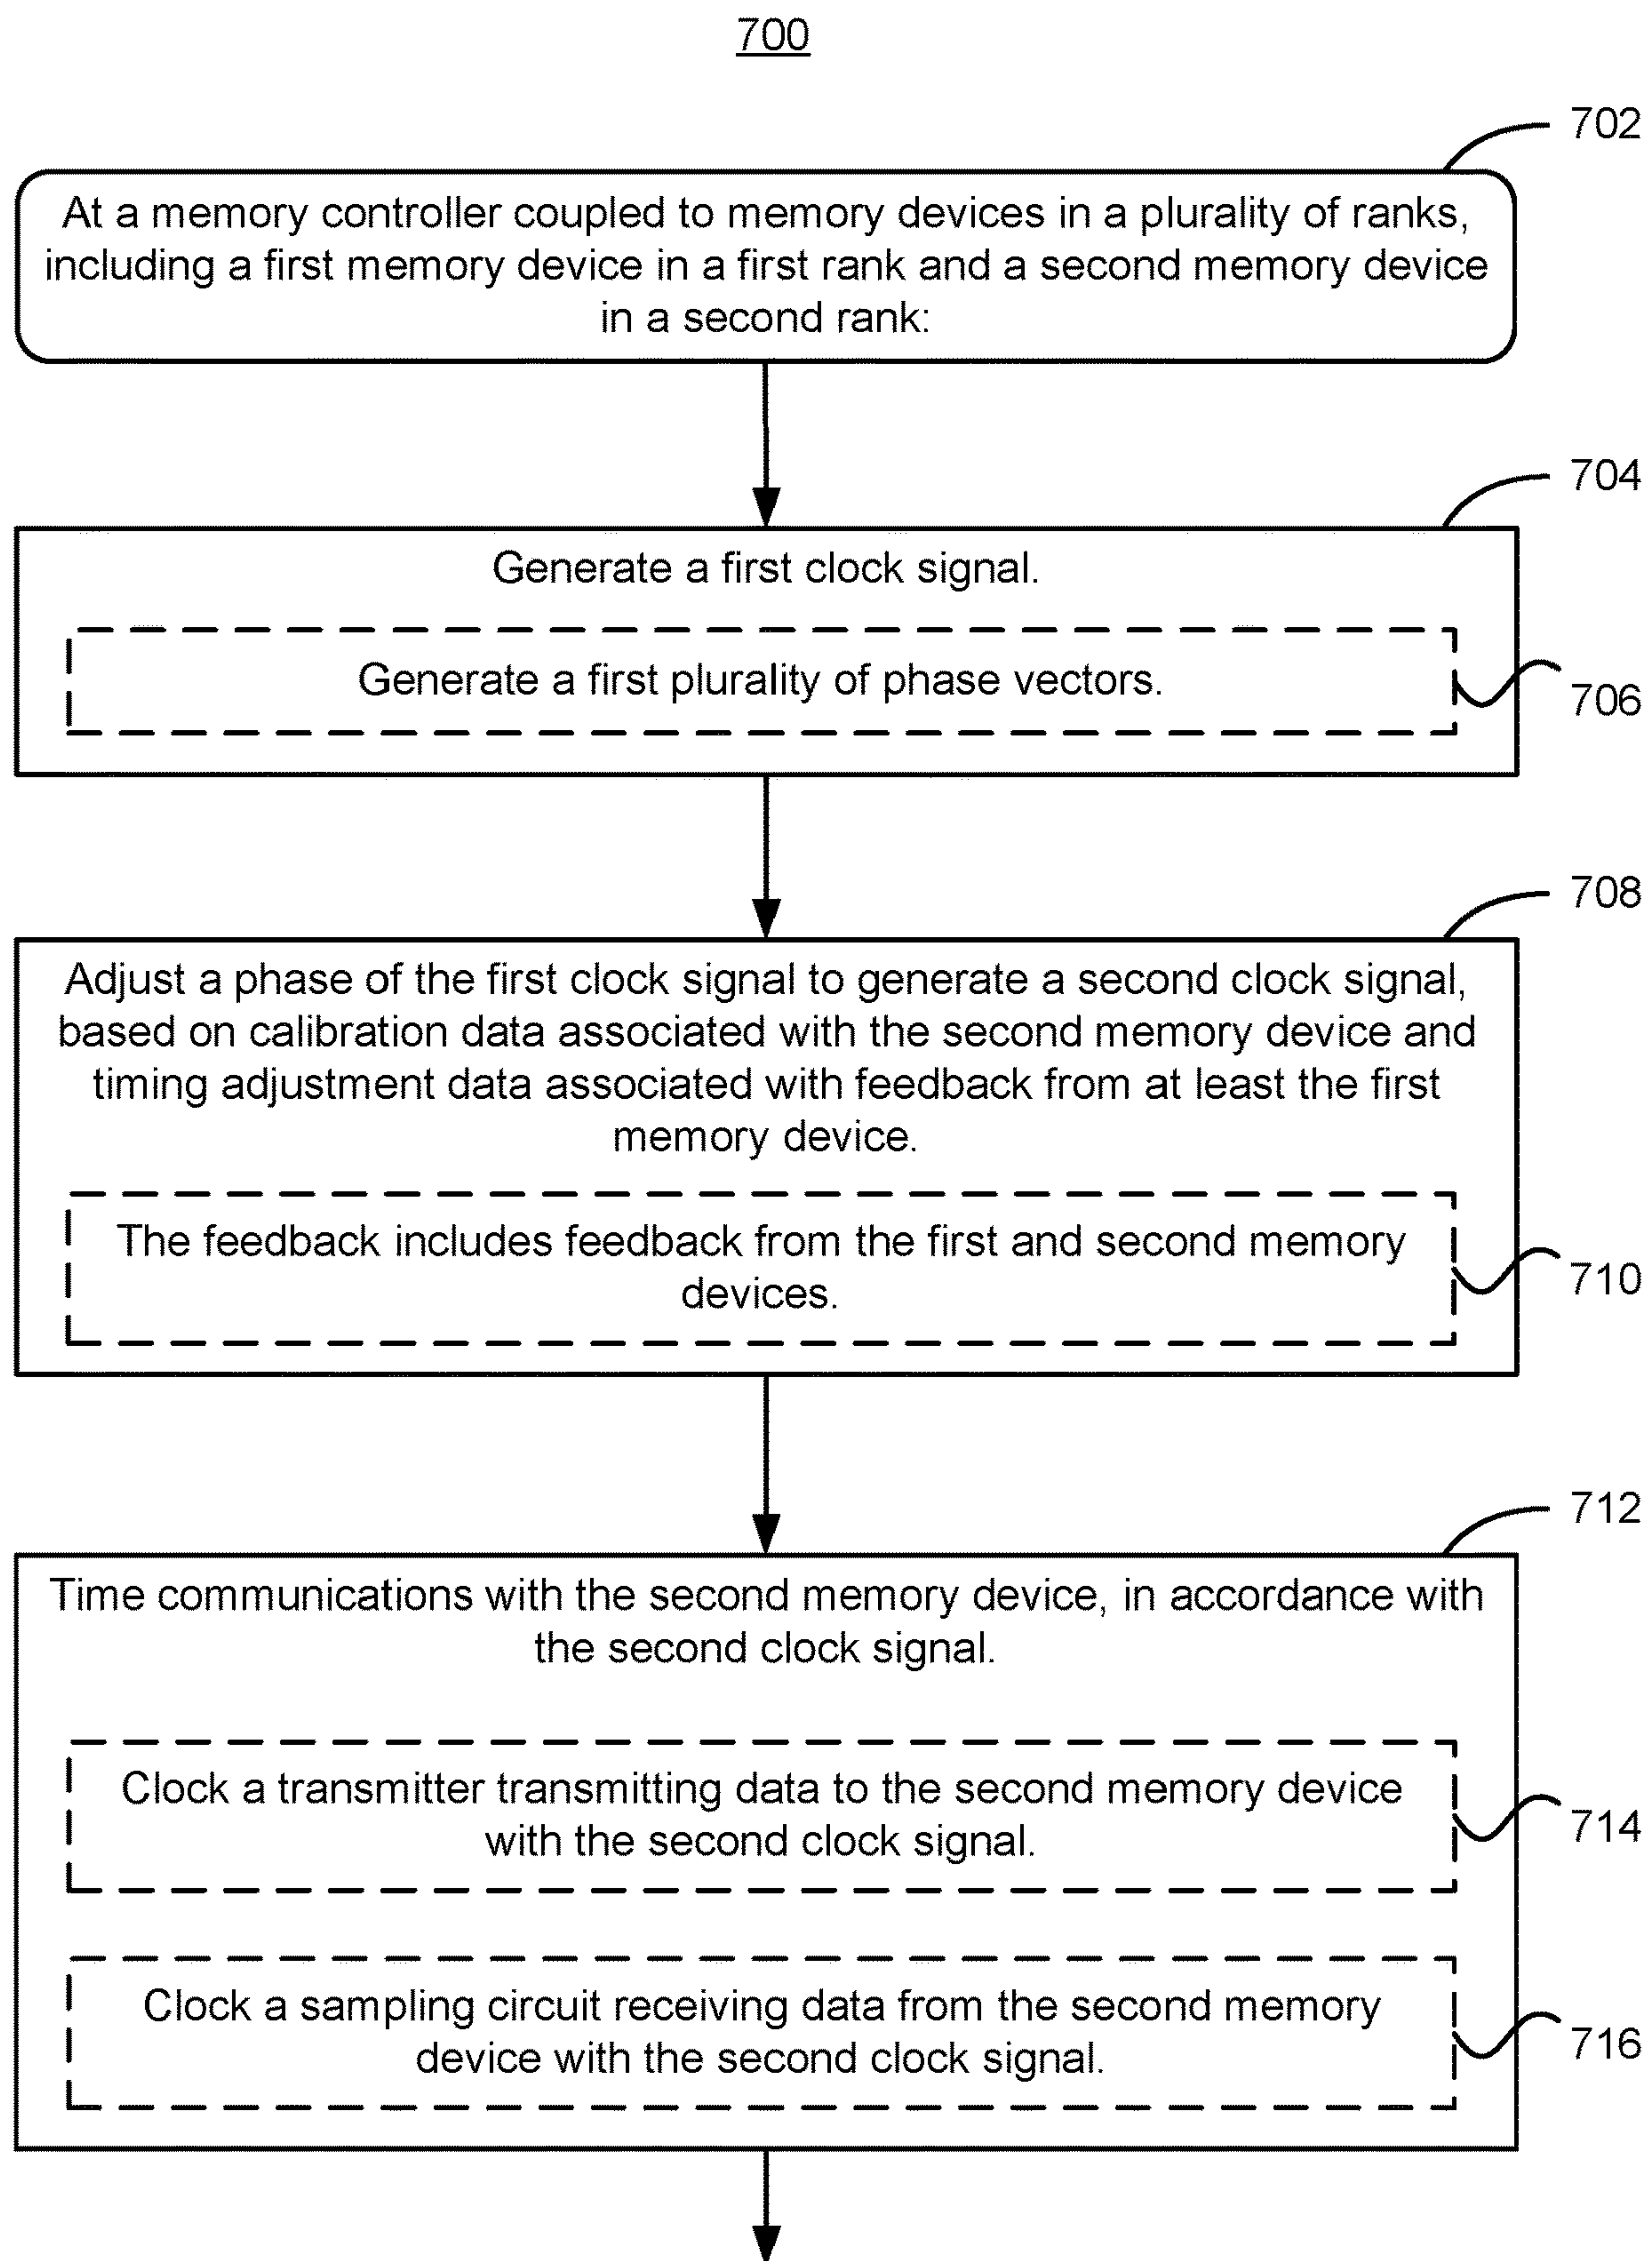 700
702
At a memory controller coupled to memory devices in a plurality of ranks,
including a first memory device in a first rank and a second memory device
in a second rank:
704
Generate a first clock signal.
Generate a first plurality of phase vectors.
706
708
Adjust a phase of the first clock signal to generate a second clock signal,
based on calibration data associated with the second memory device and
timing adjustment data associated with feedback from at least the first
memory device.
The feedback includes feedback from the first and second memory
devices.
710
712
Time communications with the second memory device, in accordance with
the second clock signal.
Clock a transmitter transmitting data to the second memory device
with the second clock signal.
714
Clock a sampling circuit receiving data from the second memory
device with the second clock signal.
716